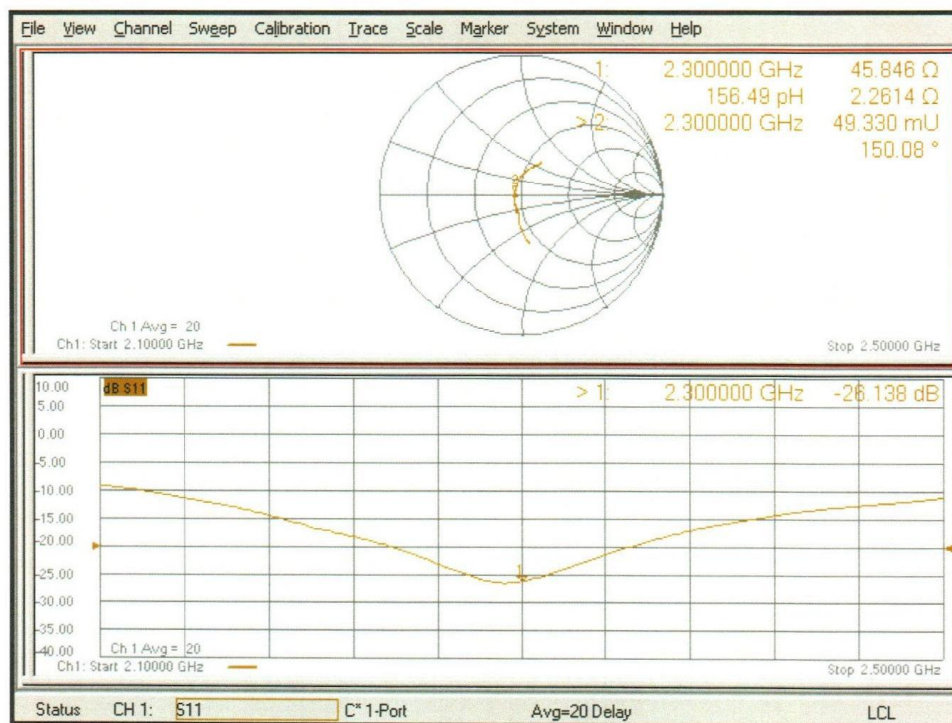 File View Channel Sweep Calibration Trace Scale Marker System Window Help
1: 2.300000 GHz 45.846 Ω
156.49 pH 2.2614 Ω
> 2 2.300000 GHz 49.330 mU
150.08 °
Ch 1 Avg = 20
Ch1: Start 2.10000 GHz
Stop 2.50000 GHz
dB S11
> 1: 2.300000 GHz -26.138 dB
10.00
5.00
0.00
-5.00
-10.00
-15.00
-20.00
-25.00
-30.00
-35.00
-40.00
1
Ch 1 Avg = 20
Ch1: Start 2.10000 GHz
Stop 2.50000 GHz
Status CH 1: S11 C* 1-Port Avg=20 Delay LCL